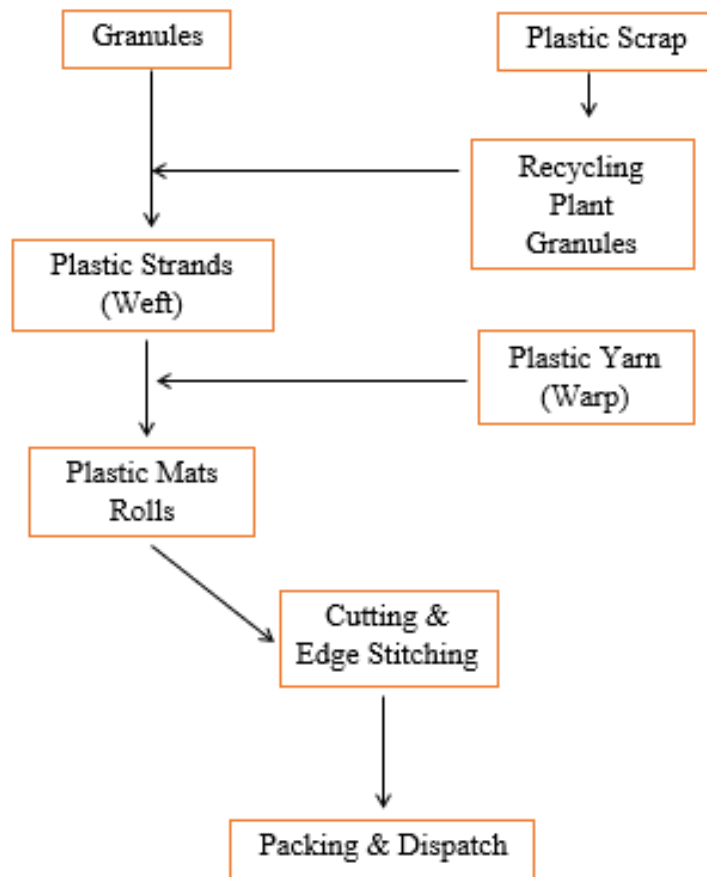 Granules
Plastic Scrap
Recycling
Plant
Granules
Plastic Strands
(Weft)
Plastic Yarn
(Warp)
Plastic Mats
Rolls
Cutting &
Edge Stitching
Packing & Dispatch